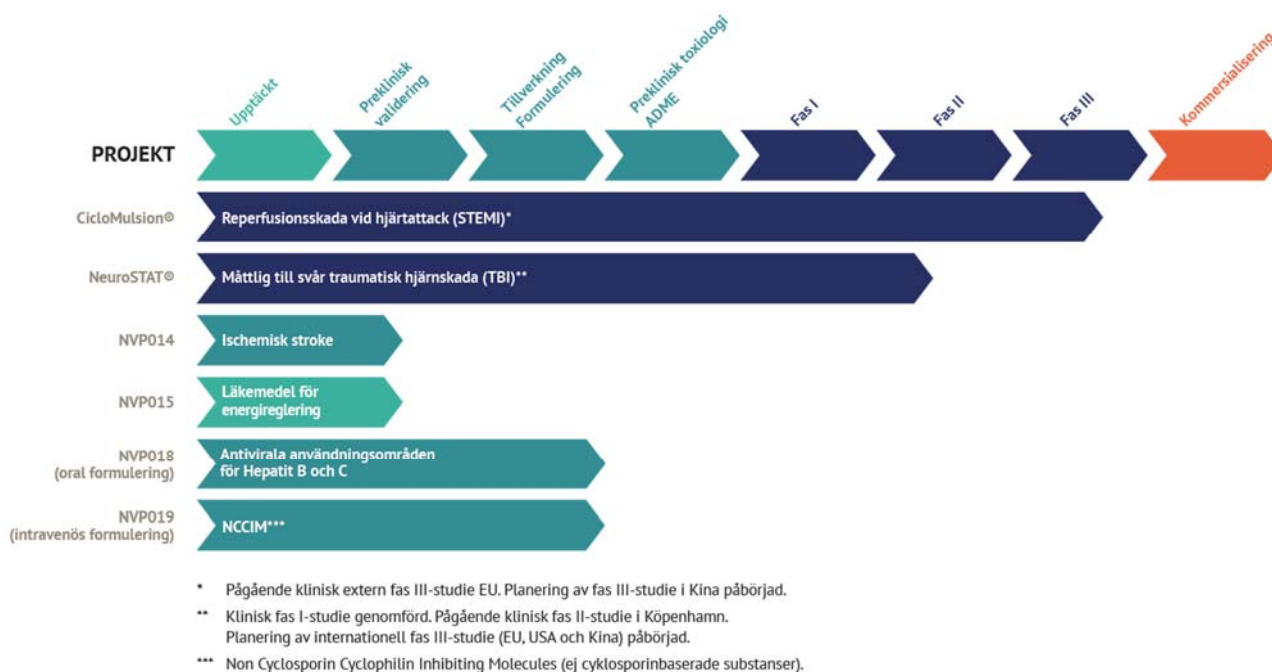 Upptäckt
Preklinisk
validering
Tillverkning
Formulering
Preklinisk toxiologi
ADME
Fas I
Fas II
Fas III
Kommersialisering
PROJEKT
CicloMulsion®
Reperfusionsskada vid hjärtattack (STEMI)*
NeuroSTAT®
Måttlig till svår traumatisk hjärnskada (TBI)**
NVP014
Ischemisk stroke
NVP015
Läkemedel för
energireglering
NVP018
(oral formulering)
Antivirala användningsområden
för Hepatit B och C
NVP019
(intravenös formulering)
NCCIM***
* Pågående klinisk extern fas III-studie EU. Planering av fas III-studie i Kina påbörjad.
** Klinisk fas I-studie genomförd. Pågående klinisk fas II-studie i Köpenhamn.
Planering av internationell fas III-studie (EU, USA och Kina) påbörjad.
*** Non Cyclosporin Cyclophilin Inhibiting Molecules (ej cyklosporinbaserade substanser).